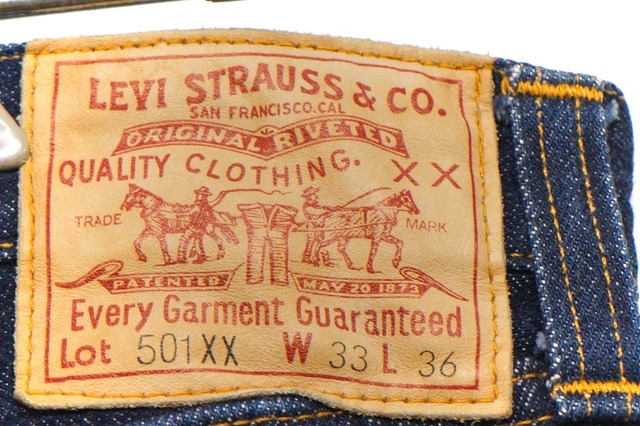 LEVI STRAUSS & CO.
SAN FRANCISCO.CAL
ORIGINAL RIVETED
QUALITY CLOTHING. XX
TRADE MARK
PATENTED MAY 20 1873
Every Garment Guaranteed
Lot 501XX W 33 L 36